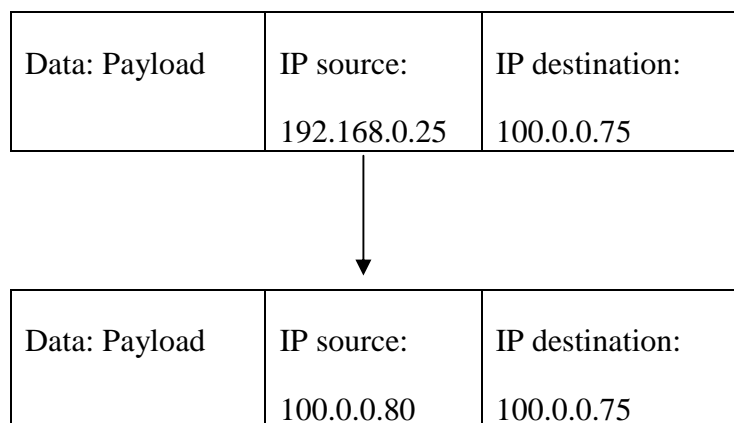 Data: Payload
IP source:
192.168.0.25
IP destination:
100.0.0.75
Data: Payload
IP source:
100.0.0.80
IP destination:
100.0.0.75